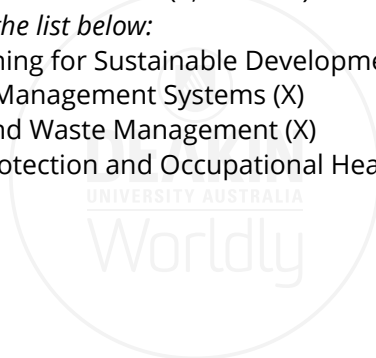 the list below:
ning for Sustainable Developme
Management Systems (X)
nd Waste Management (X)
otection and Occupational Hea
DEAKIN
UNIVERSITY AUSTRALIA
Worldly